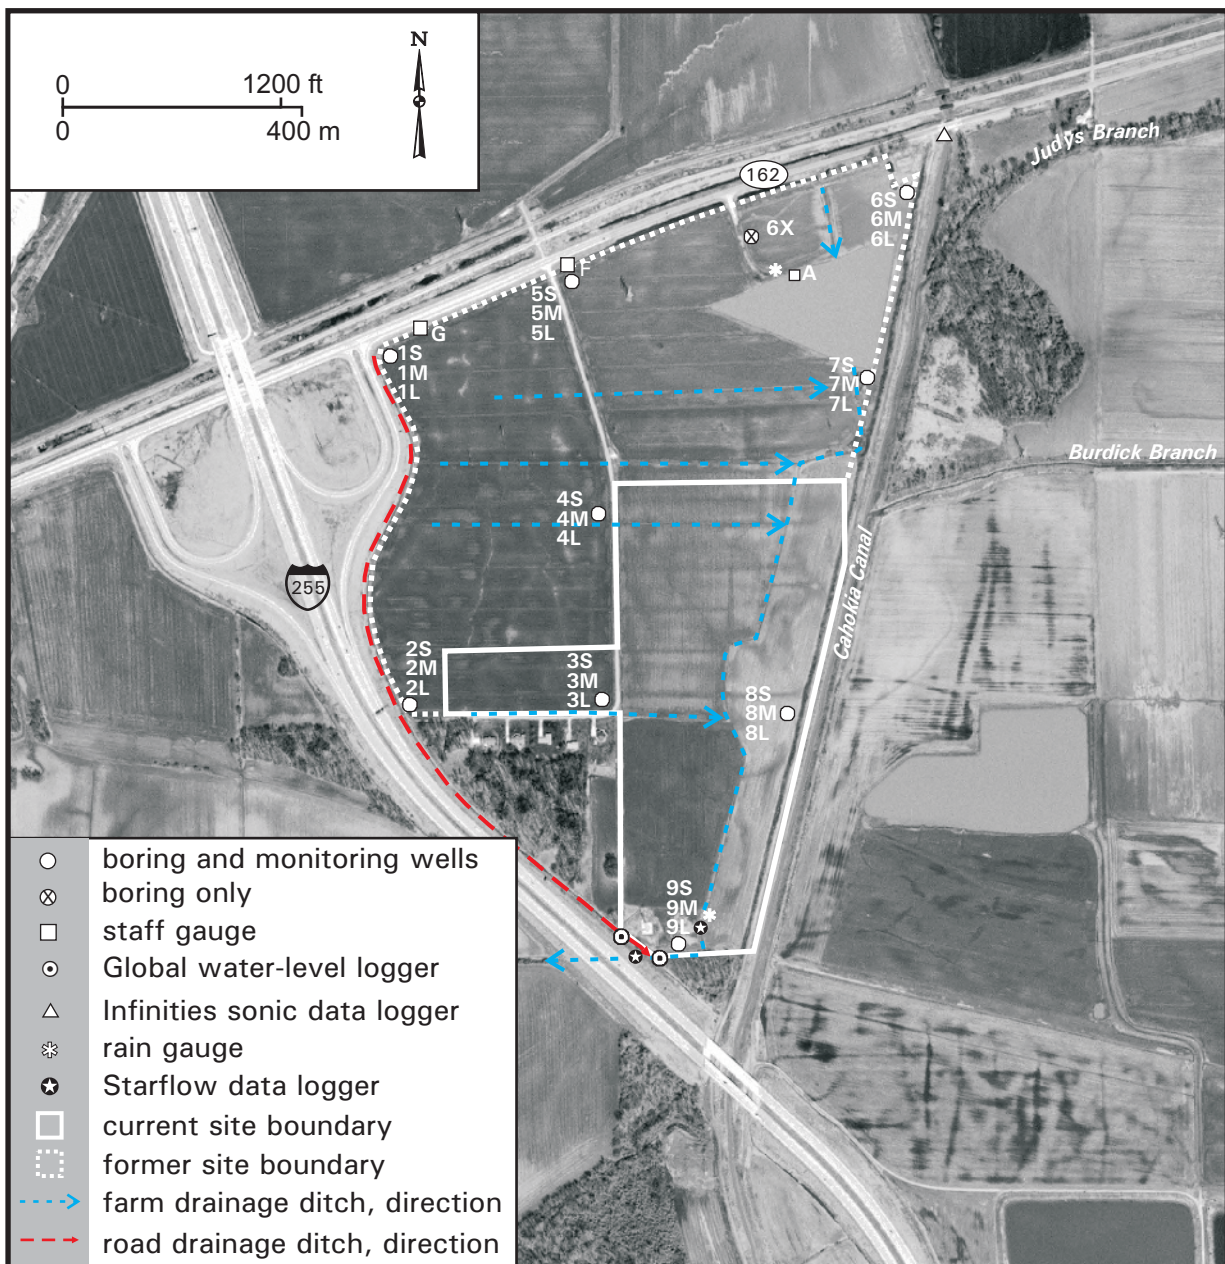 N
0 1200 ft
0 400 m
Judys Branch
162
6S
6M
6L
6X
A
F
5S
5M
5L
G
1S
1M
1L
7S
7M
7L
Burdick Branch
4S
4M
4L
Cahokia Canal
255
2S
2M
2L
3S
3M
3L
8S
8M
8L
9S
9M
9L
boring and monitoring wells
boring only
staff gauge
Global water-level logger
Infinities sonic data logger
rain gauge
Starflow data logger
current site boundary
former site boundary
farm drainage ditch, direction
road drainage ditch, direction